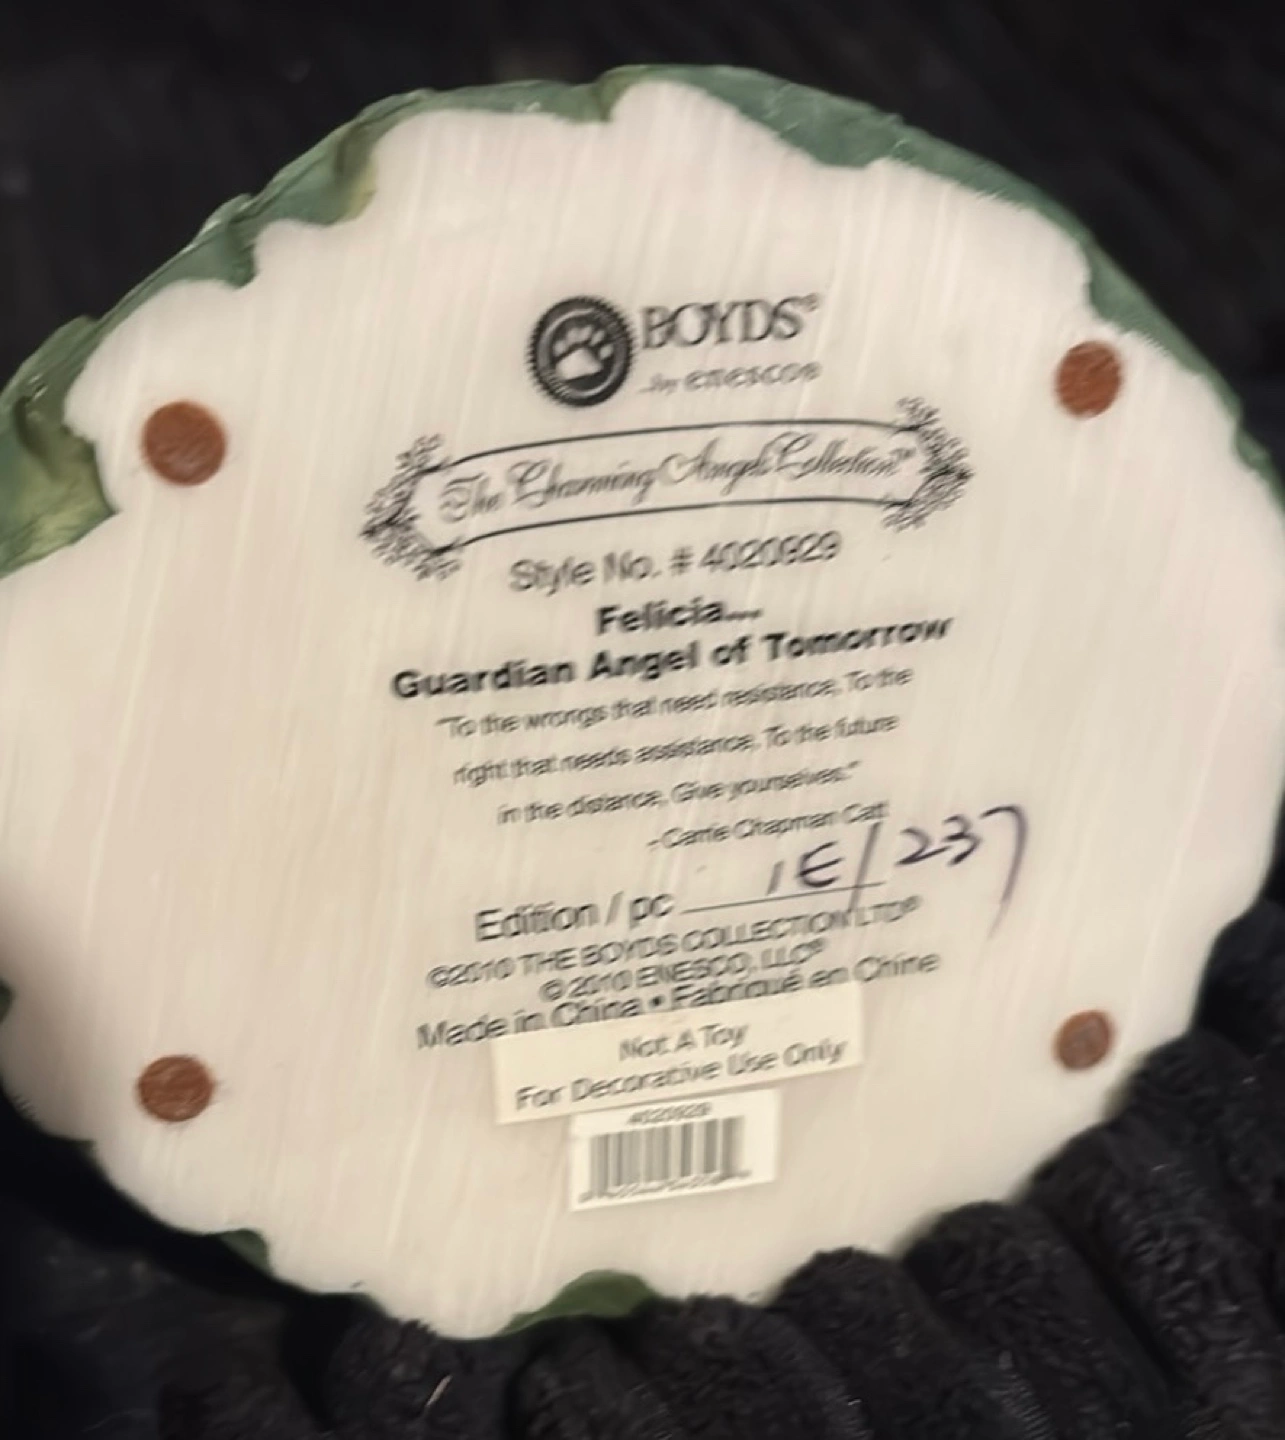 BOYDS®
...by enesco®
The Charming Angels Collection™
Style No. # 4020929
Felicia...
Guardian Angel of Tomorrow
"To the wrongs that need resistance, To the
right that needs assistance, To the future
in the distance, Give yourselves."
- Carrie Chapman Catt
Edition / pc 1E/237
©2010 THE BOYDS COLLECTION LTD®
© 2010 ENESCO, LLC®
Made in China • Fabriqué en Chine
Not A Toy
For Decorative Use Only
4020929